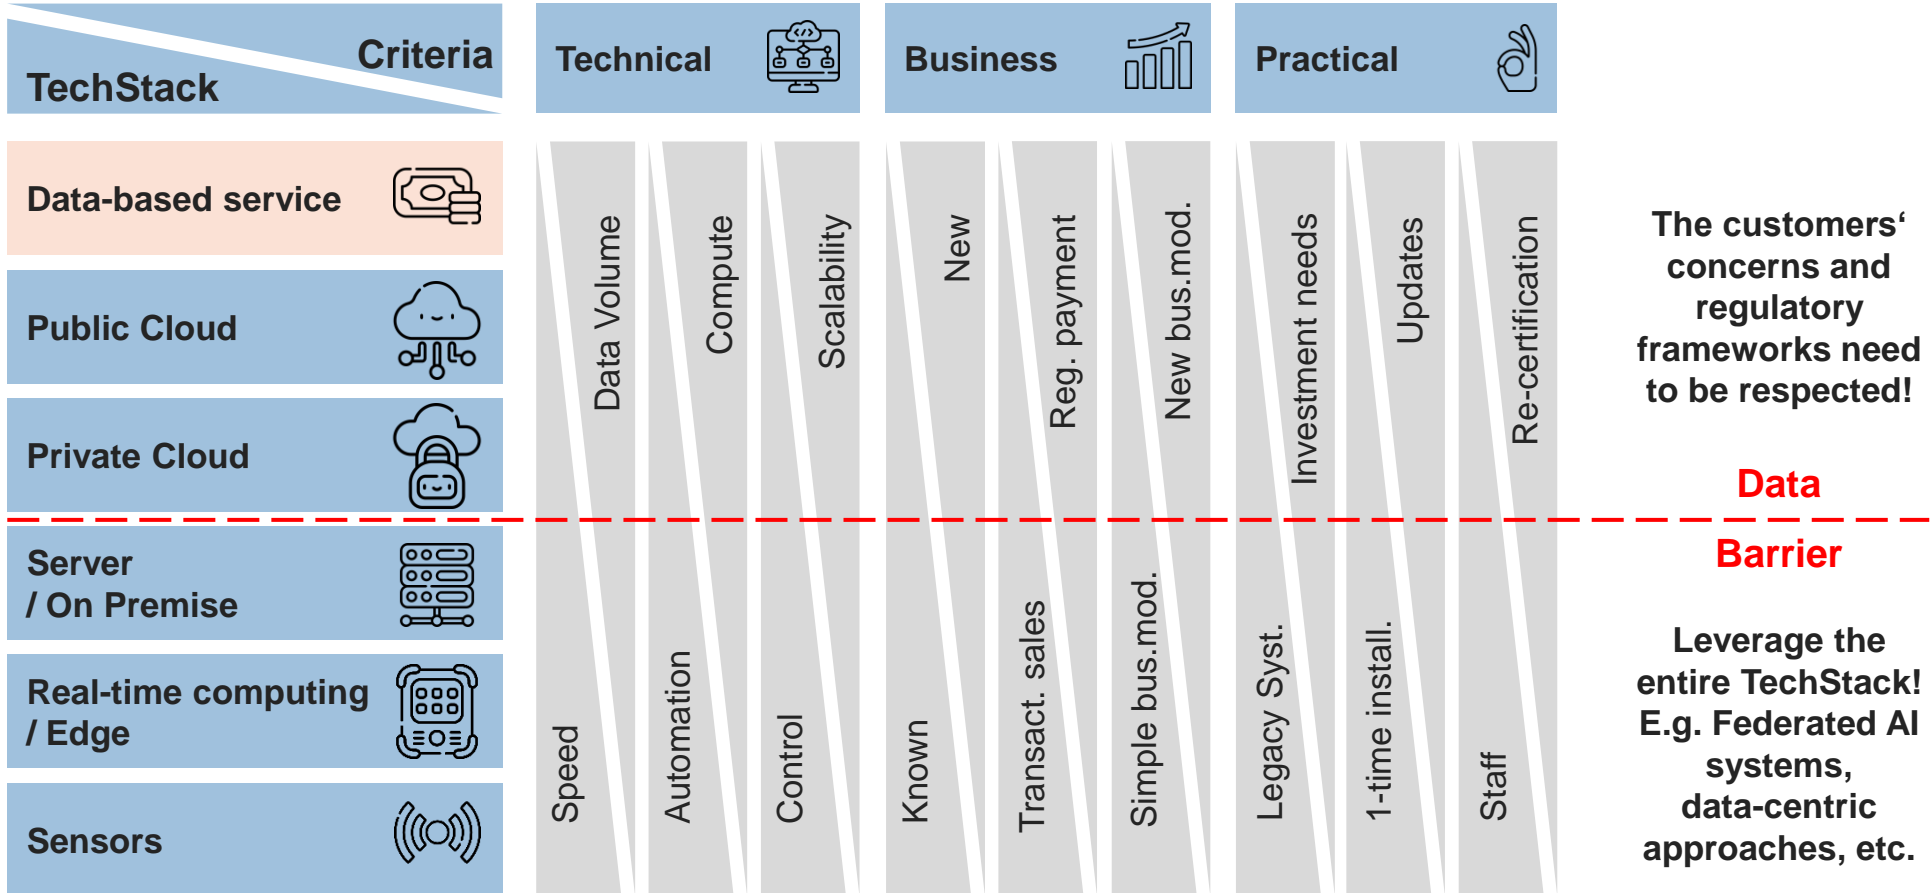 Criteria
TechStack
Technical
Business
Practical
Data-based service
Public Cloud
Private Cloud
Server
/ On Premise
Real-time computing
/ Edge
Sensors
Data Volume
Speed
Compute
Automation
Scalability
Control
New
Known
Reg. payment
Transact. sales
New bus.mod.
Simple bus.mod.
Investment needs
Legacy Syst.
Updates
1-time install.
Re-certification
Staff
The customers‘
concerns and
regulatory
frameworks need
to be respected!
Data
Barrier
Leverage the
entire TechStack!
E.g. Federated AI
systems,
data-centric
approaches, etc.